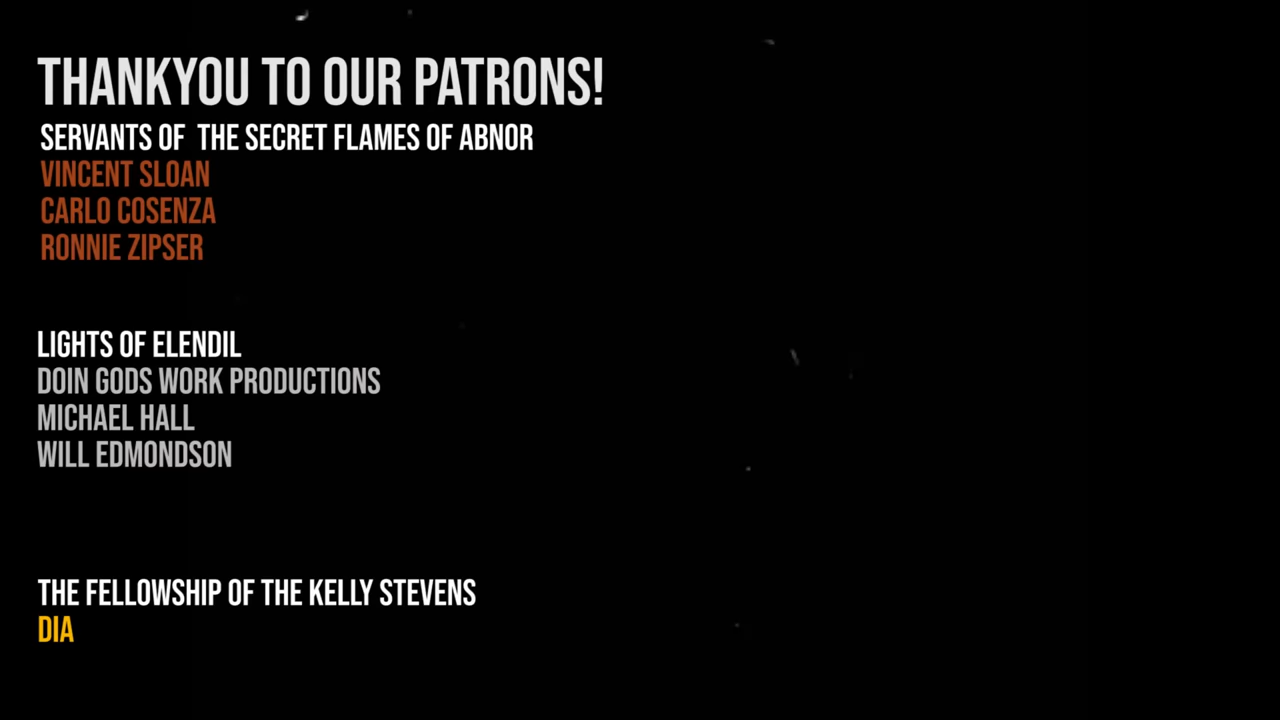 THANKYOU TO OUR PATRONS!
SERVANTS OF THE SECRET FLAMES OF ABNOR
VINCENT SLOAN
CARLO COSENZA
RONNIE ZIPSER
LIGHTS OF ELENDIL
DOIN GODS WORK PRODUCTIONS
MICHAEL HALL
WILL EDMONDSON
THE FELLOWSHIP OF THE KELLY STEVENS
DIA